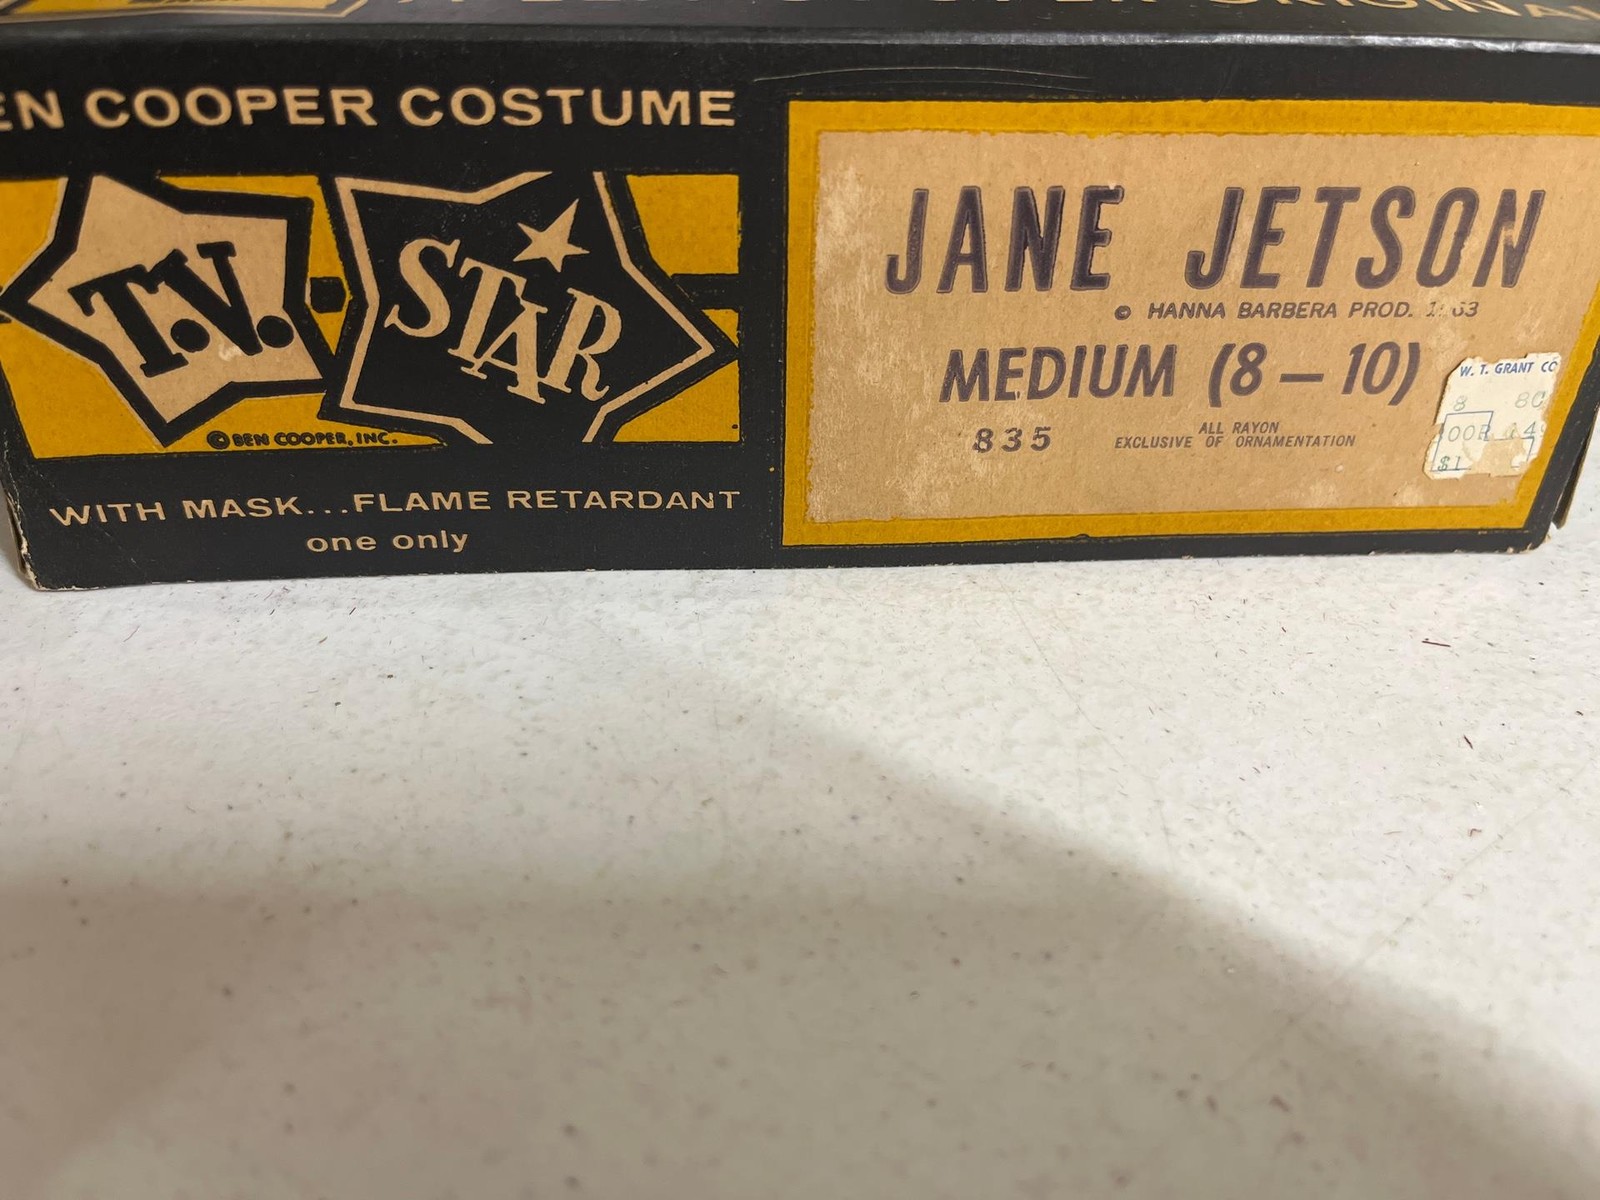 COOPER COSTUME
T.V.
STAR
© BEN COOPER, INC.
WITH MASK...FLAME RETARDANT
one only
JANE JETSON
© HANNA BARBERA PROD.
MEDIUM (8 — 10)
835
ALL RAYON
EXCLUSIVE OF ORNAMENTATION
W. T. GRANT CO